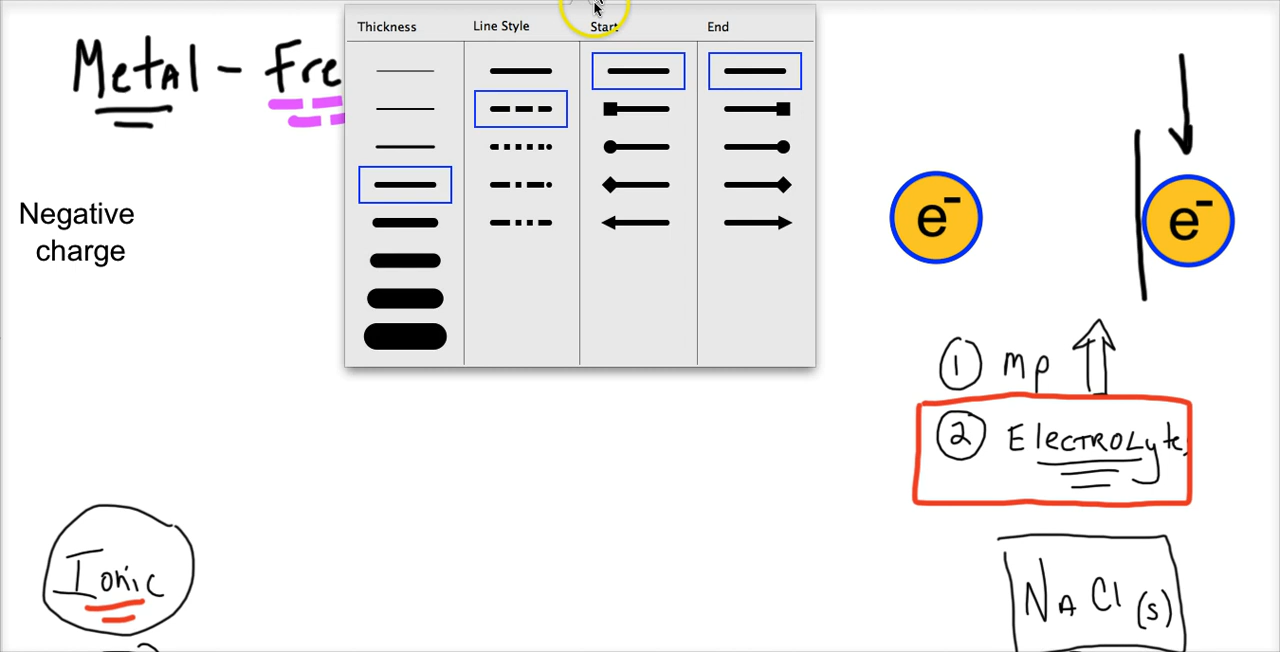 Thickness Line Style Start End
Metal - Fre
Negative
charge
e-
e-
1 mp
2 Electrolyte
Ionic
NaCl (s)